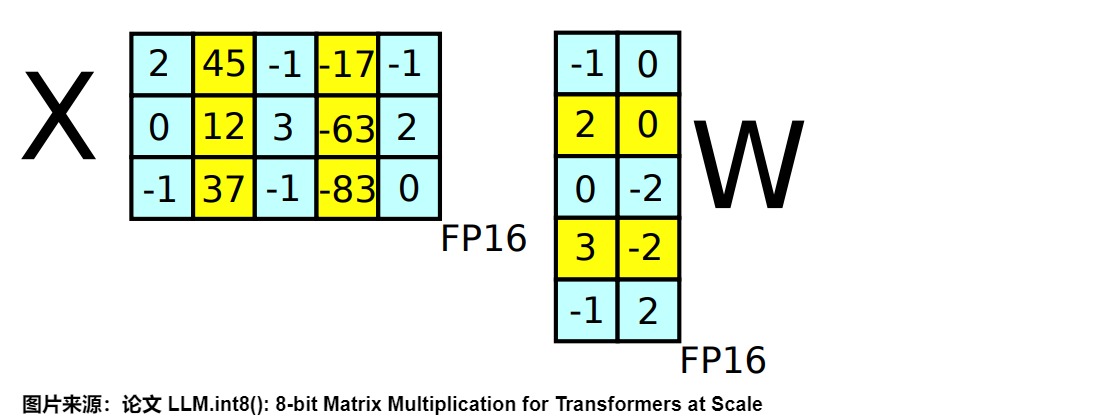 X
2 45 -1 -17 -1
0 12 3 -63 2
-1 37 -1 -83 0
FP16
-1 0
2 0
0 -2
3 -2
-1 2
W
FP16
图片来源：论文 LLM.int8(): 8-bit Matrix Multiplication for Transformers at Scale